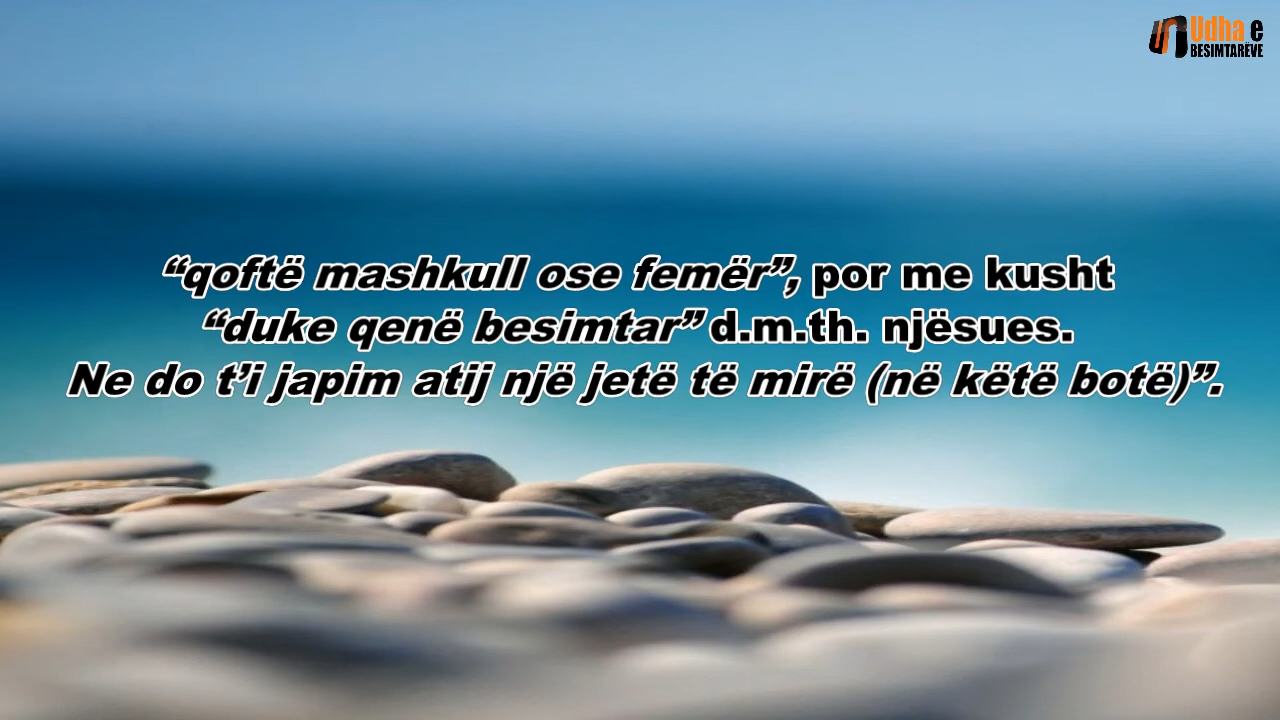 Udha e
BESIMTARËVE
“qoftë mashkull ose femër”, por me kusht
“duke qenë besimtar” d.m.th. njësues.
Ne do t’i japim atij një jetë të mirë (në këtë botë)”.